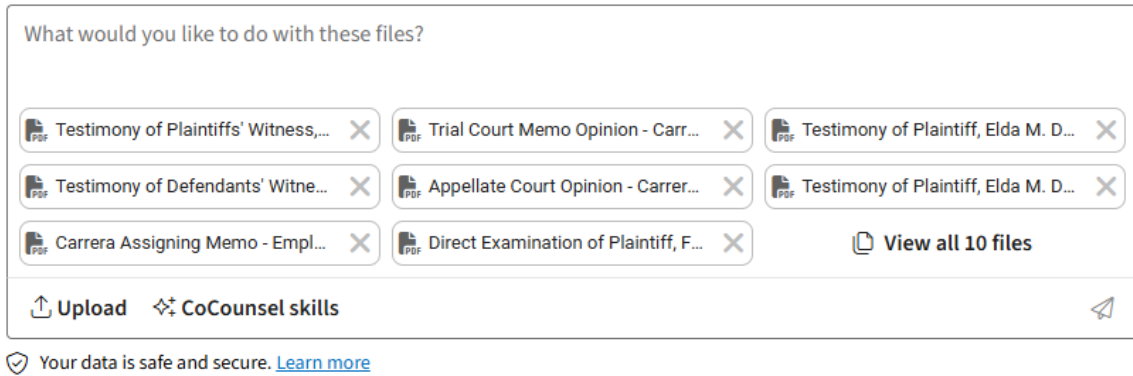 What would you like to do with these files?
Testimony of Plaintiffs' Witness,... Trial Court Memo Opinion - Carr... Testimony of Plaintiff, Elda M. D...
Testimony of Defendants' Witne... Appellate Court Opinion - Carrer... Testimony of Plaintiff, Elda M. D...
Carrera Assigning Memo - Empl... Direct Examination of Plaintiff, F... View all 10 files
Upload CoCounsel skills
Your data is safe and secure. Learn more